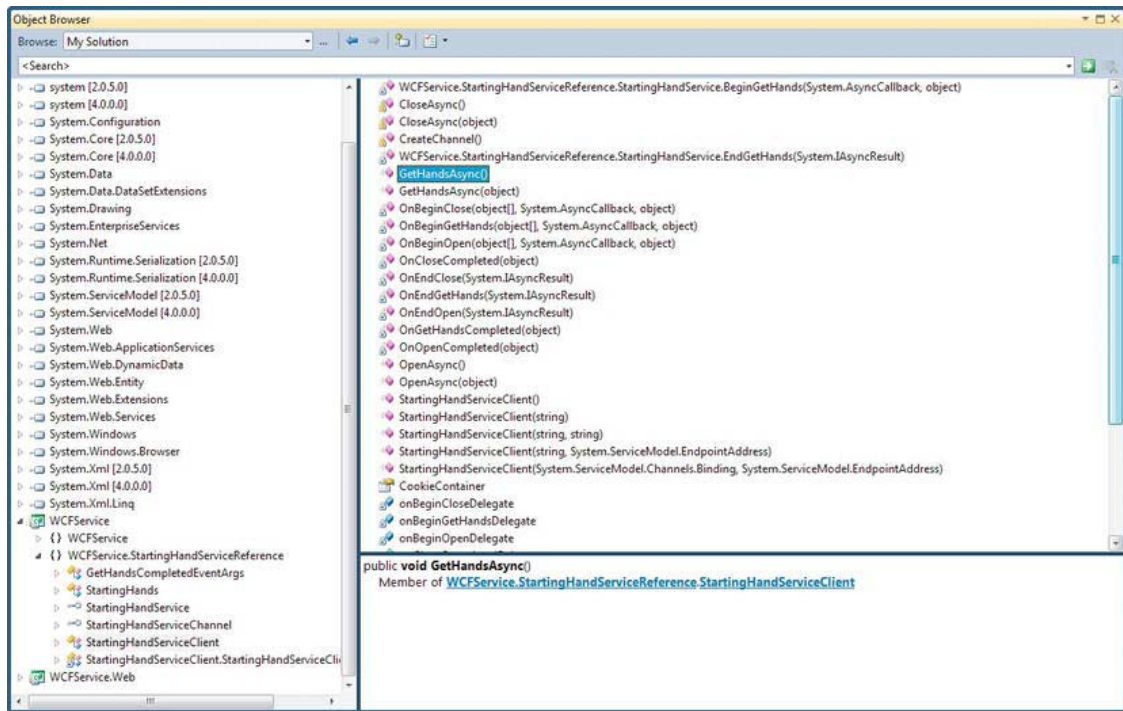 Object Browser
Browse: My Solution
...
<Search>
system [2.0.5.0]
system [4.0.0.0]
System.Configuration
System.Core [2.0.5.0]
System.Core [4.0.0.0]
System.Data
System.Data.DataSetExtensions
System.Drawing
System.EnterpriseServices
System.Net
System.Runtime.Serialization [2.0.5.0]
System.Runtime.Serialization [4.0.0.0]
System.ServiceModel [2.0.5.0]
System.ServiceModel [4.0.0.0]
System.Web
System.Web.ApplicationServices
System.Web.DynamicData
System.Web.Entity
System.Web.Extensions
System.Web.Services
System.Windows
System.Windows.Browser
System.Xml [2.0.5.0]
System.Xml [4.0.0.0]
System.Xml.Linq
WCFService
{} WCFService
{} WCFService.StartingHandServiceReference
GetHandsCompletedEventArgs
StartingHands
StartingHandService
StartingHandServiceChannel
StartingHandServiceClient
StartingHandServiceClient.StartingHandServiceCli
WCFService.Web
WCFService.StartingHandServiceReference.StartingHandService.BeginGetHands(System.AsyncCallback, object)
CloseAsync()
CloseAsync(object)
CreateChannel()
WCFService.StartingHandServiceReference.StartingHandService.EndGetHands(System.IAsyncResult)
GetHandsAsync()
GetHandsAsync(object)
OnBeginClose(object[], System.AsyncCallback, object)
OnBeginGetHands(object[], System.AsyncCallback, object)
OnBeginOpen(object[], System.AsyncCallback, object)
OnCloseCompleted(object)
OnEndClose(System.IAsyncResult)
OnEndGetHands(System.IAsyncResult)
OnEndOpen(System.IAsyncResult)
OnGetHandsCompleted(object)
OnOpenCompleted(object)
OpenAsync()
OpenAsync(object)
StartingHandServiceClient()
StartingHandServiceClient(string)
StartingHandServiceClient(string, string)
StartingHandServiceClient(string, System.ServiceModel.EndpointAddress)
StartingHandServiceClient(System.ServiceModel.Channels.Binding, System.ServiceModel.EndpointAddress)
CookieContainer
onBeginCloseDelegate
onBeginGetHandsDelegate
onBeginOpenDelegate
public void GetHandsAsync()
Member of WCFService.StartingHandServiceReference.StartingHandServiceClient